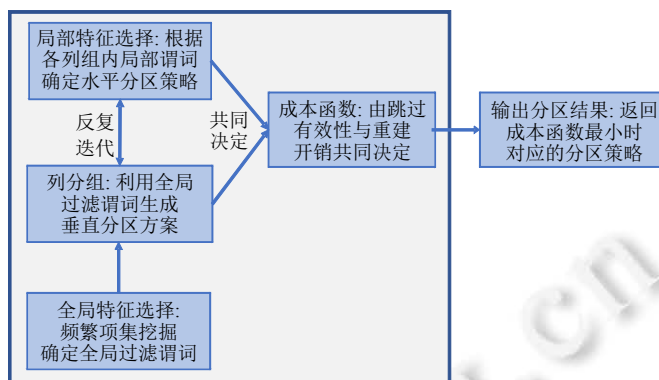 局部特征选择: 根据
各列组内局部谓词
确定水平分区策略
反复
迭代
共同
决定
成本函数: 由跳过
有效性与重建
开销共同决定
输出分区结果: 返回
成本函数最小时
对应的分区策略
列分组: 利用全局
过滤谓词生成
垂直分区方案
全局特征选择:
频繁项集挖掘
确定全局过滤谓词
.cn